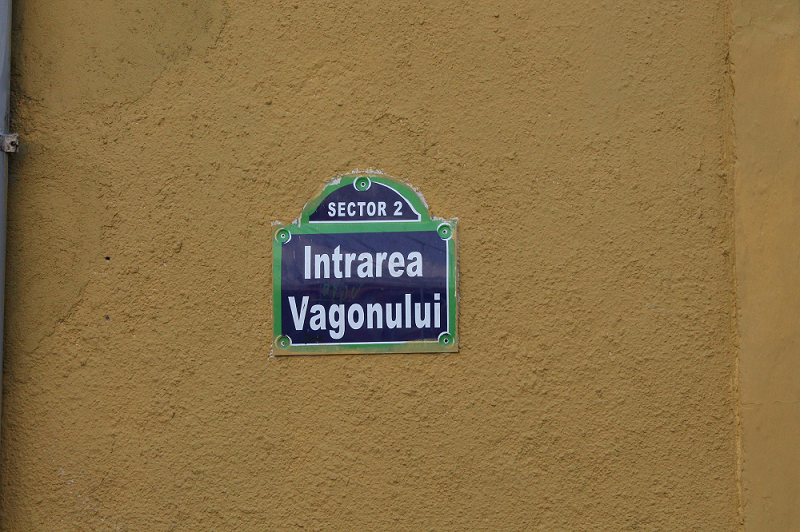 SECTOR 2
Intrarea
Vagonului